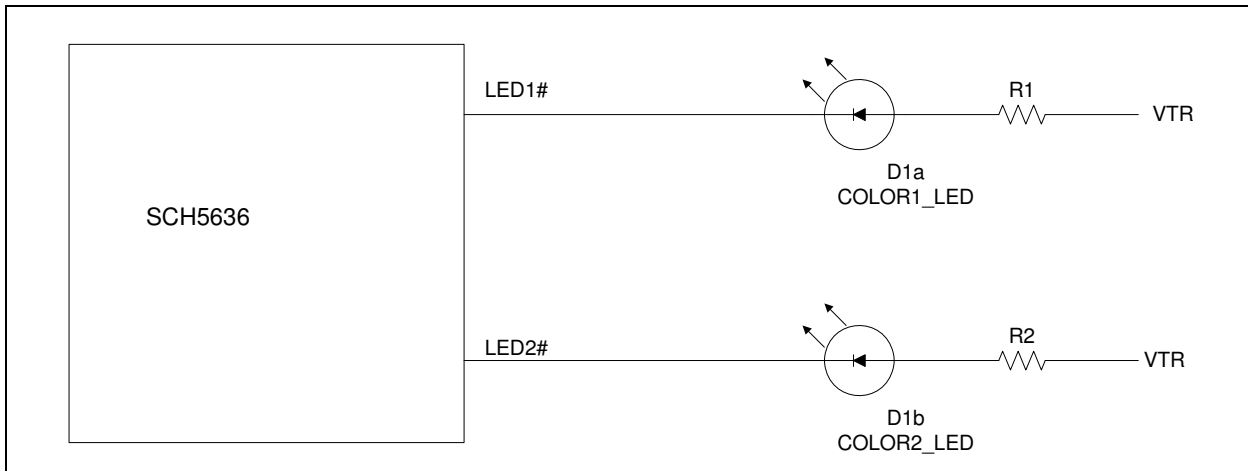 LED1#
R1
VTR
D1a
COLOR1_LED
SCH5636
LED2#
R2
VTR
D1b
COLOR2_LED